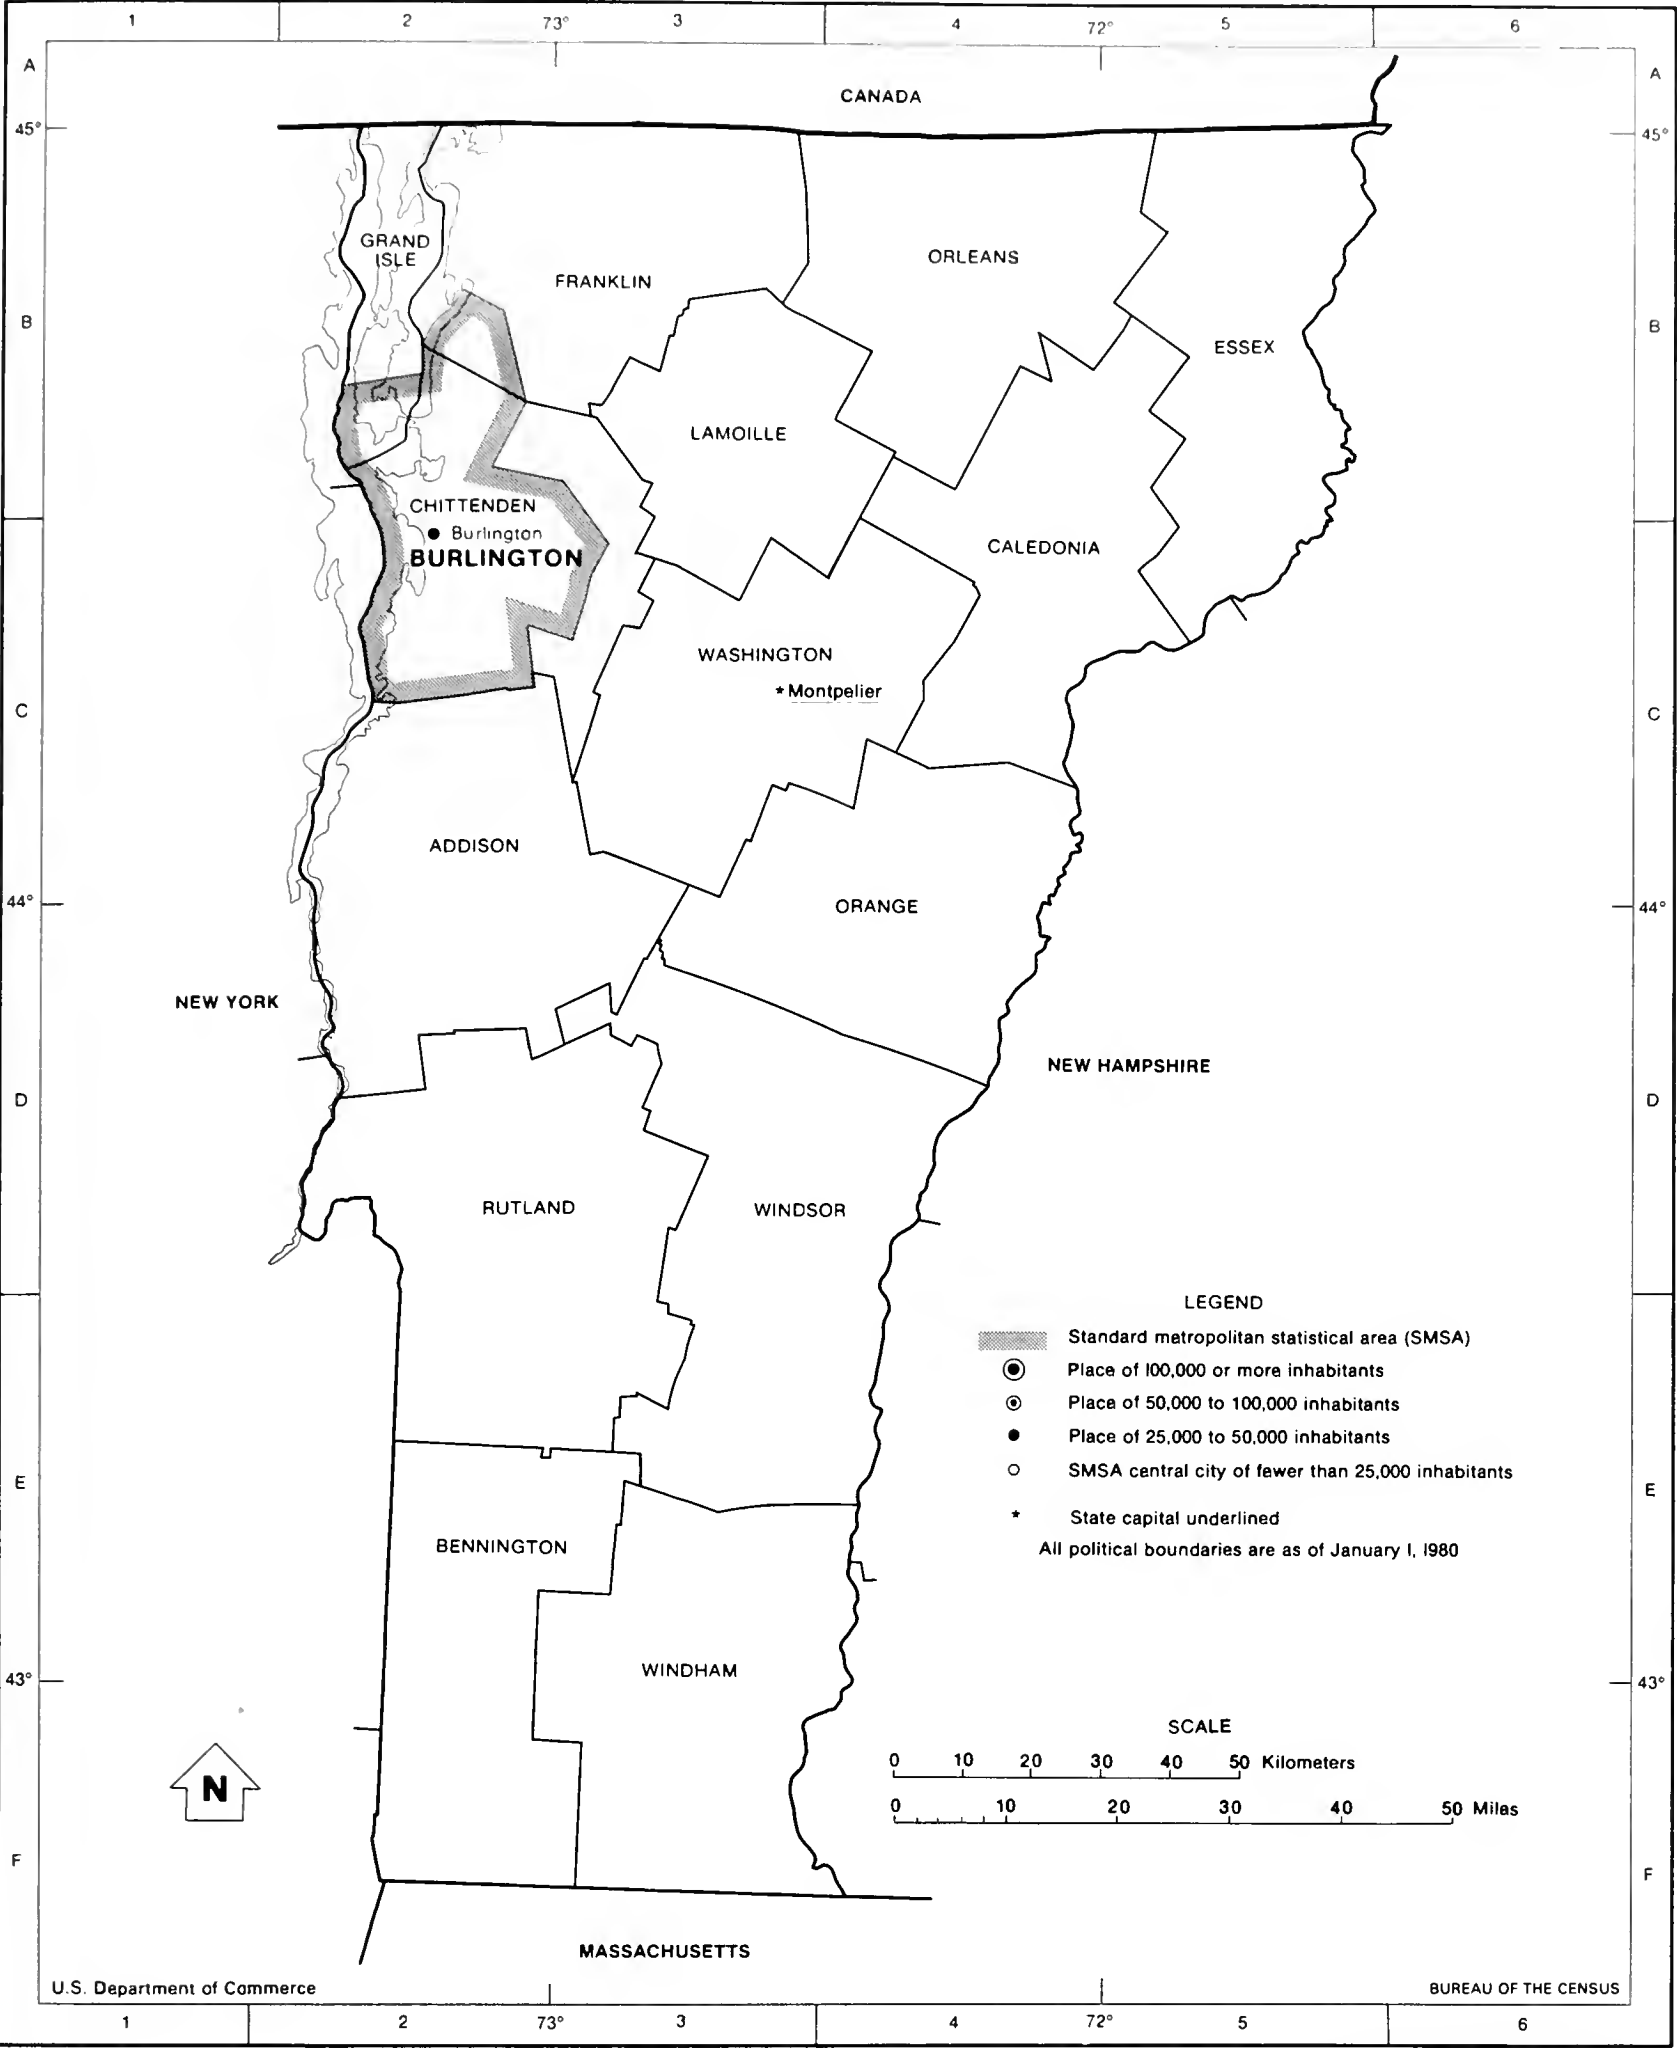 1 2 73° 3 4 72° 5 6
A A
CANADA
45° 45°
GRAND
ISLE
ORLEANS
FRANKLIN
B B
ESSEX
LAMOILLE
CHITTENDEN
Burlington
BURLINGTON
CALEDONIA
WASHINGTON
* Montpelier
C C
ADDISON
44° ORANGE 44°
NEW YORK
NEW HAMPSHIRE
D D
RUTLAND WINDSOR
LEGEND
Standard metropolitan statistical area (SMSA)
Place of 100,000 or more inhabitants
Place of 50,000 to 100,000 inhabitants
Place of 25,000 to 50,000 inhabitants
SMSA central city of fewer than 25,000 inhabitants
E E
* State capital underlined
BENNINGTON
All political boundaries are as of January 1, 1980
WINDHAM
43° 43°
SCALE
0 10 20 30 40 50 Kilometers
N
0 10 20 30 40 50 Miles
F F
MASSACHUSETTS
U.S. Department of Commerce BUREAU OF THE CENSUS
1 2 73° 3 4 72° 5 6